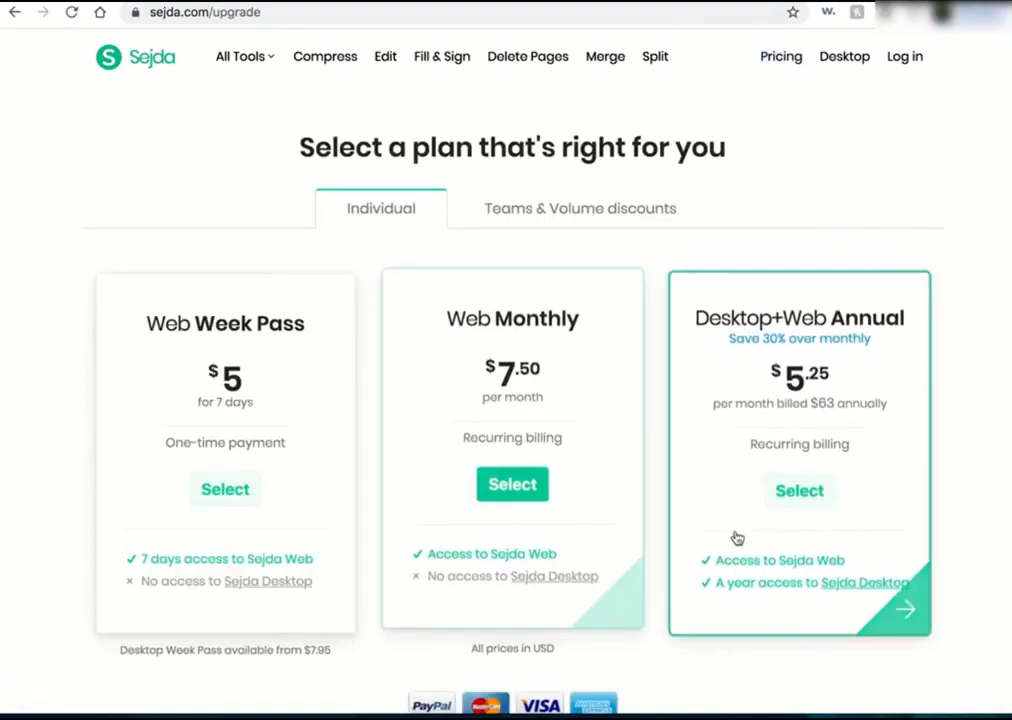 sejda.com/upgrade
W.
S Sejda
All Tools
Compress
Edit
Fill & Sign
Delete Pages
Merge
Split
Pricing
Desktop
Log in
Select a plan that's right for you
Individual
Teams & Volume discounts
Web Week Pass
$5
for 7 days
One-time payment
Select
✓ 7 days access to Sejda Web
× No access to Sejda Desktop
Desktop Week Pass available from $7.95
Web Monthly
$7.50
per month
Recurring billing
Select
✓ Access to Sejda Web
× No access to Sejda Desktop
All prices in USD
Desktop+Web Annual
Save 30% over monthly
$5.25
per month billed $63 annually
Recurring billing
Select
✓ Access to Sejda Web
✓ A year access to Sejda Desktop
PayPal
MasterCard
VISA